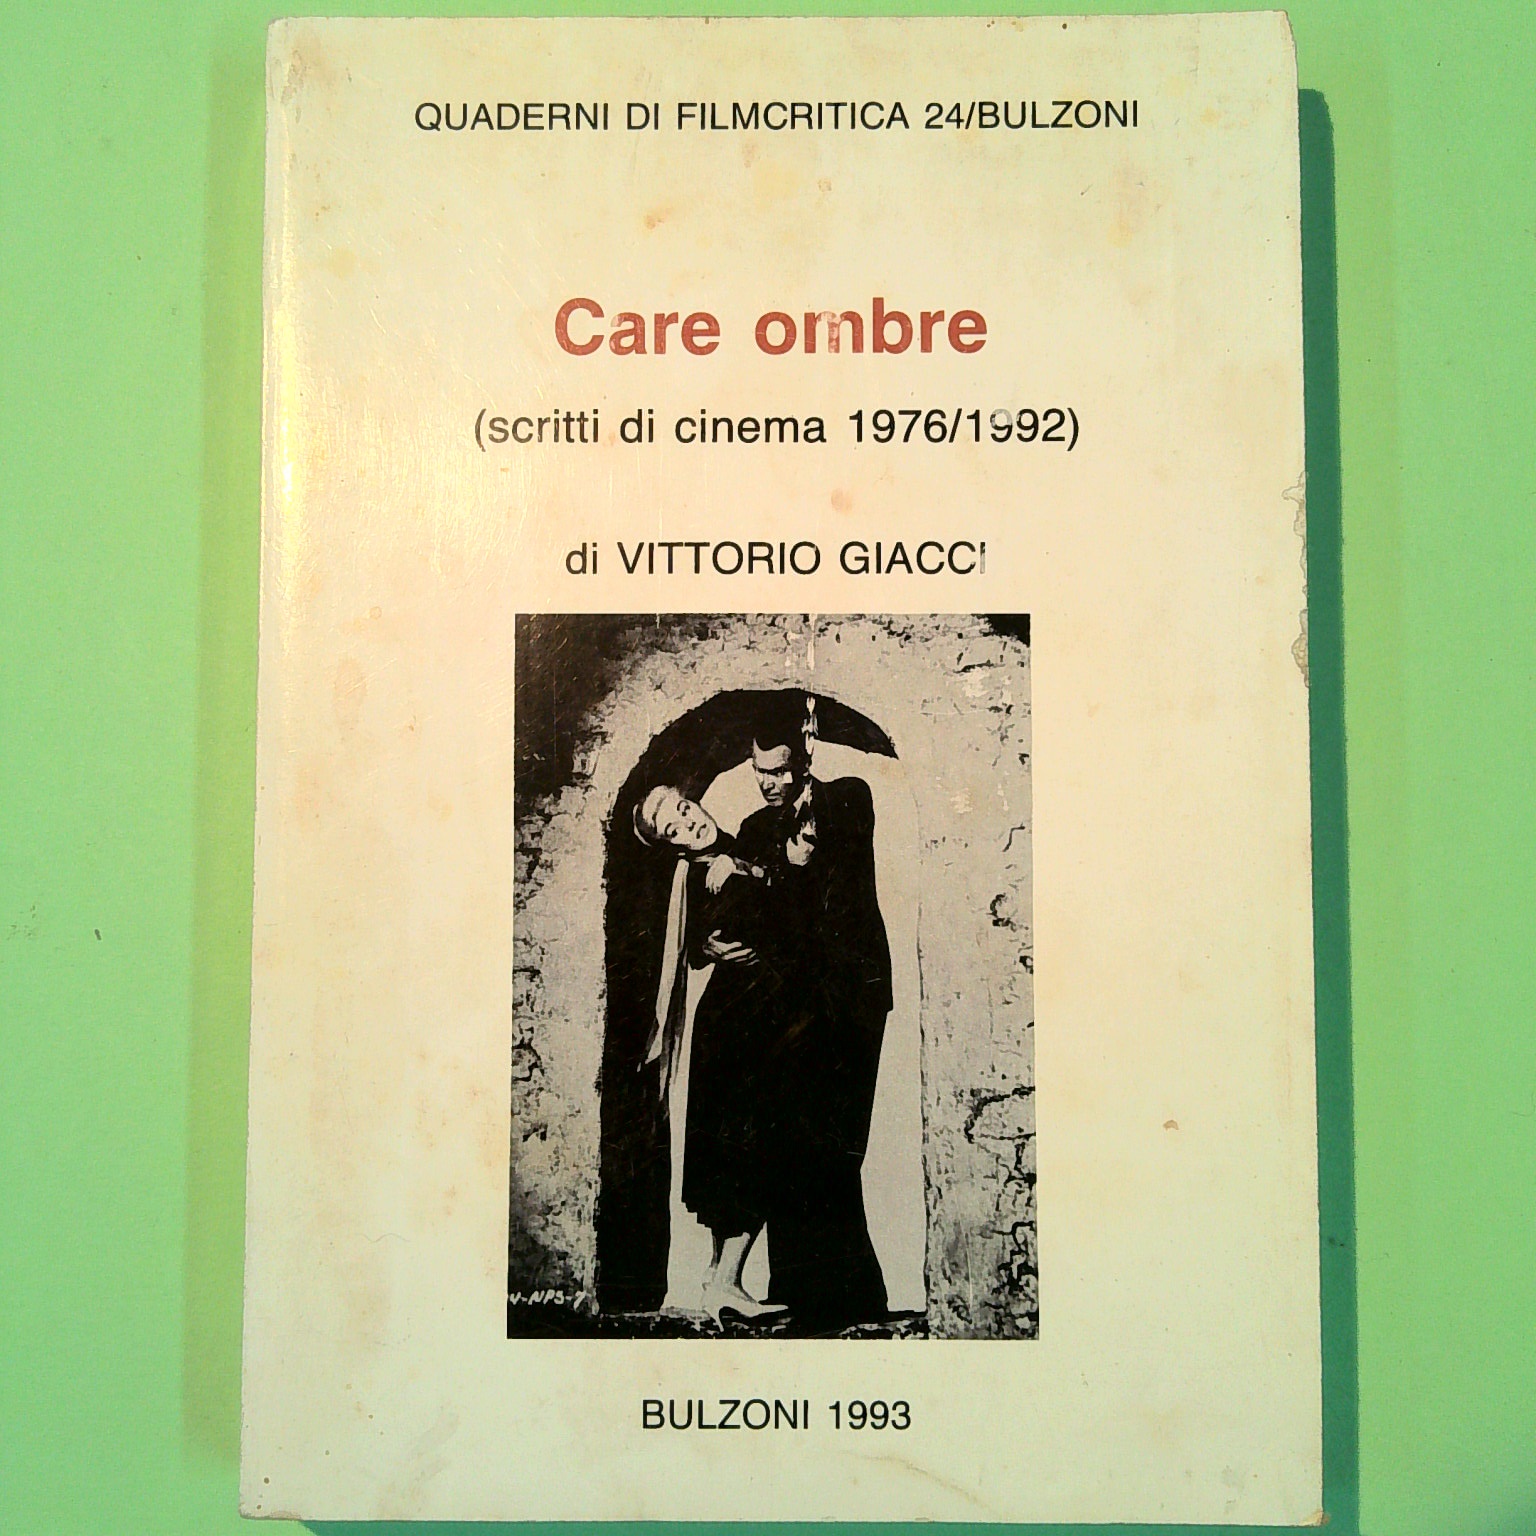 QUADERNI DI FILMCRITICA 24/BULZONI
Care ombre
(scritti di cinema 1976/1992)
di VITTORIO GIACCI
BULZONI 1993